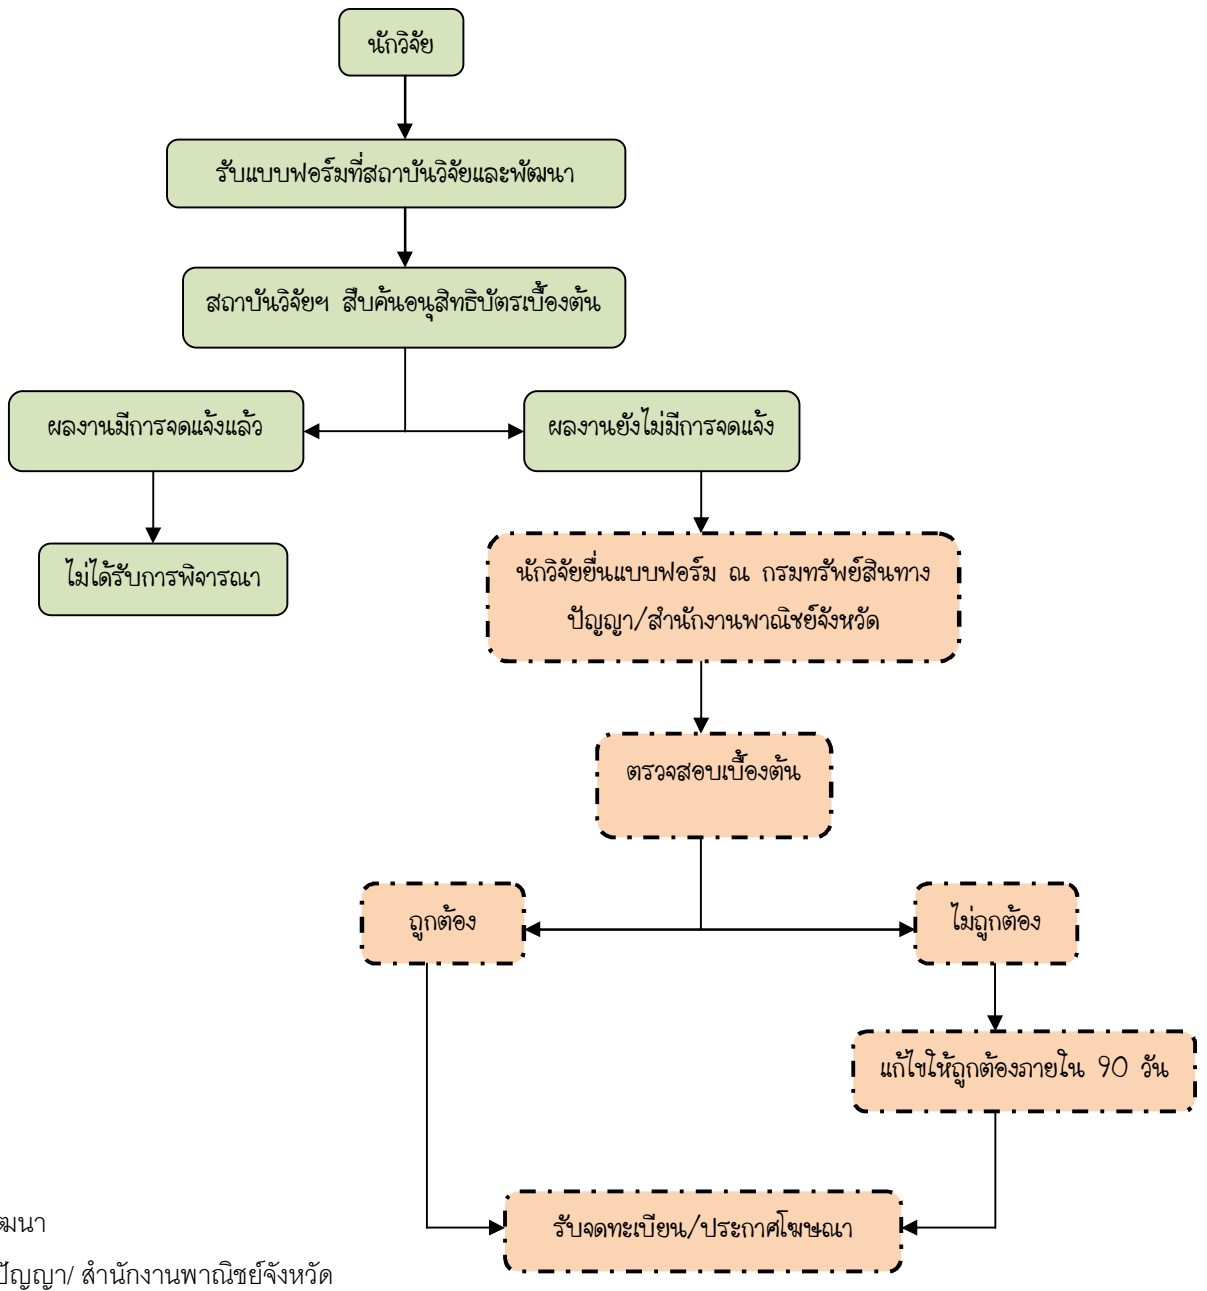 นักวิจัย
รับแบบฟอร์มที่สถาบันวิจัยและพัฒนา
สถาบันวิจัยฯ สืบค้นอนุสิทธิบัตรเบื้องต้น
ผลงานมีการจดแจ้งแล้ว
ผลงานยังไม่มีการจดแจ้ง
ไม่ได้รับการพิจารณา
นักวิจัยยื่นแบบฟอร์ม ณ กรมทรัพย์สินทาง
ปัญญา/สำนักงานพาณิชย์จังหวัด
ตรวจสอบเบื้องต้น
ถูกต้อง
ไม่ถูกต้อง
แก้ไขให้ถูกต้องภายใน 90 วัน
รับจดทะเบียน/ประกาศโฆษณา
ฒนา
ปัญญา/ สำนักงานพาณิชย์จังหวัด